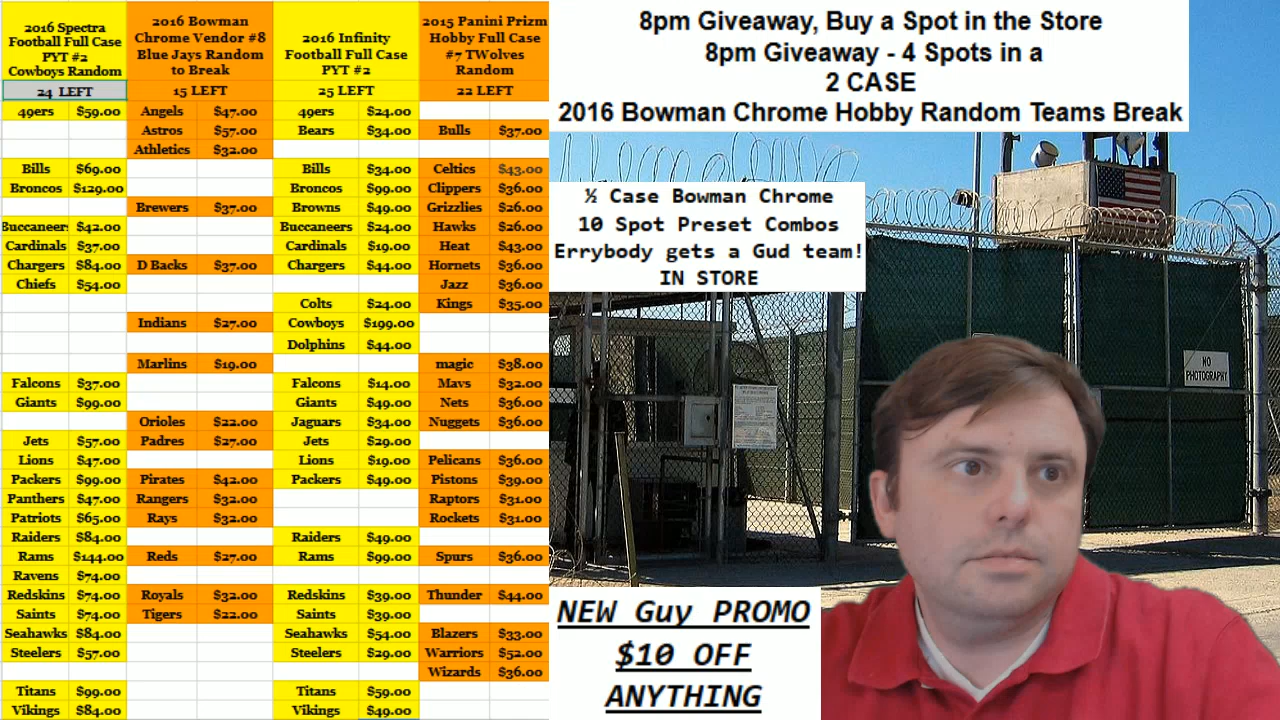 2016 Spectra
Football Full Case
PYT #2
Cowboys Random
24 LEFT
49ers $59.00
Bills $69.00
Broncos $129.00
Buccaneers $42.00
Cardinals $37.00
Chargers $84.00
Chiefs $54.00
Falcons $37.00
Giants $99.00
Jets $57.00
Lions $47.00
Packers $99.00
Panthers $47.00
Patriots $65.00
Raiders $84.00
Rams $144.00
Ravens $74.00
Redskins $74.00
Saints $74.00
Seahawks $84.00
Steelers $57.00
Titans $99.00
Vikings $84.00
2016 Bowman
Chrome Vendor #8
Blue Jays Random
to Break
15 LEFT
Angels $47.00
Astros $57.00
Athletics $32.00
Brewers $37.00
D Backs $37.00
Indians $27.00
Marlins $19.00
Orioles $22.00
Padres $27.00
Pirates $42.00
Rangers $32.00
Rays $32.00
Reds $27.00
Royals $32.00
Tigers $22.00
2016 Infinity
Football Full Case
PYT #2
25 LEFT
49ers $24.00
Bears $34.00
Bills $34.00
Broncos $99.00
Browns $49.00
Buccaneers $24.00
Cardinals $19.00
Chargers $44.00
Colts $24.00
Cowboys $199.00
Dolphins $44.00
Falcons $14.00
Giants $49.00
Jaguars $34.00
Jets $29.00
Lions $19.00
Packers $49.00
Raiders $49.00
Rams $99.00
Redskins $39.00
Saints $39.00
Seahawks $54.00
Steelers $29.00
Titans $59.00
Vikings $49.00
2015 Panini Prizm
Hobby Full Case
#7 TWolves
Random
22 LEFT
Bulls $37.00
Celtics $43.00
Clippers $36.00
Grizzlies $26.00
Hawks $26.00
Heat $43.00
Hornets $36.00
Jazz $36.00
Kings $35.00
magic $38.00
Mavs $32.00
Nets $36.00
Nuggets $36.00
Pelicans $36.00
Pistons $39.00
Raptors $31.00
Rockets $31.00
Spurs $36.00
Thunder $44.00
Blazers $33.00
Warriors $52.00
Wizards $36.00
8pm Giveaway, Buy a Spot in the Store
8pm Giveaway - 4 Spots in a
2 CASE
2016 Bowman Chrome Hobby Random Teams Break
½ Case Bowman Chrome
10 Spot Preset Combos
Errybody gets a Gud team!
IN STORE
NO
PHOTOGRAPHY
NEW Guy PROMO
$10 OFF
ANYTHING